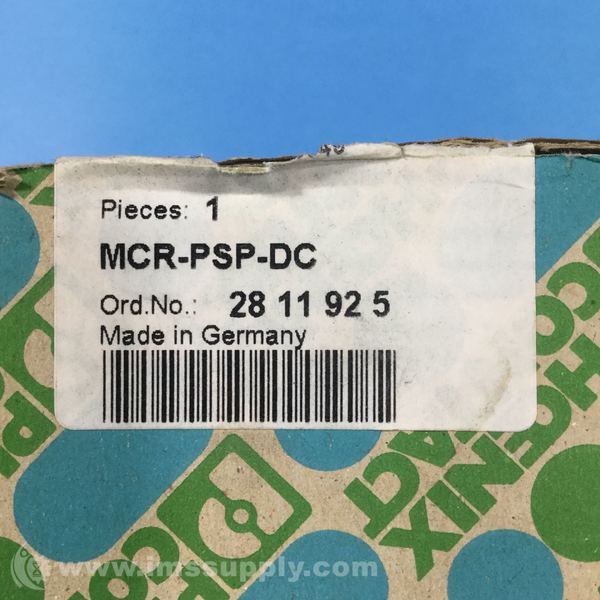 Pieces: 1
MCR-PSP-DC
Ord.No.: 28 11 92 5
Made in Germany
PHOENIX
CONTACT
www.imssupply.com